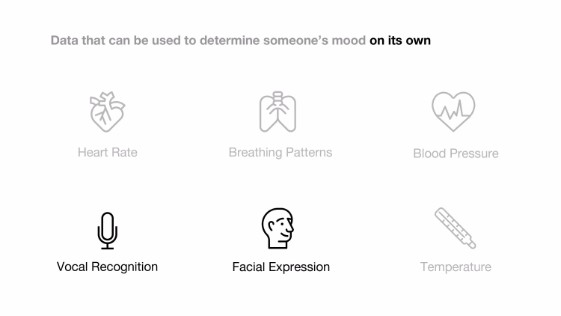 Data that can be used to determine someone's mood on its own
Heart Rate
Breathing Patterns
Blood Pressure
Vocal Recognition
Facial Expression
Temperature